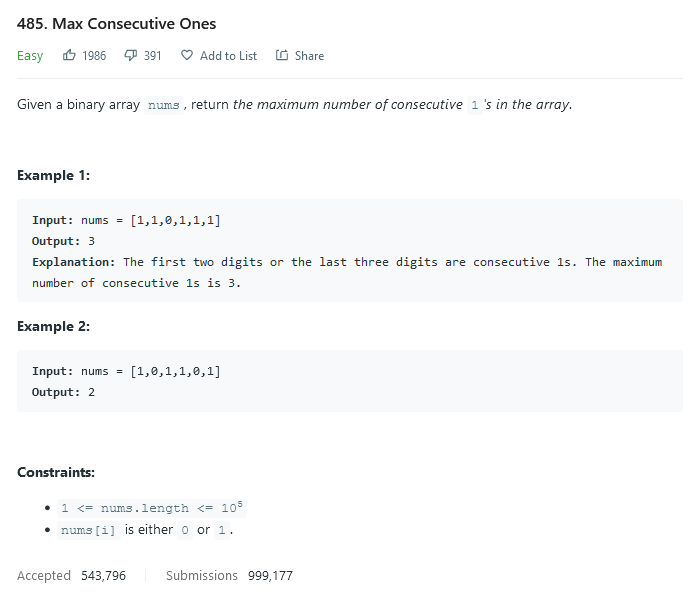 485. Max Consecutive Ones
Easy 1986 391 Add to List Share
Given a binary array nums , return the maximum number of consecutive 1 's in the array.
Example 1:
Input: nums = [1,1,0,1,1,1]
Output: 3
Explanation: The first two digits or the last three digits are consecutive 1s. The maximum
number of consecutive 1s is 3.
Example 2:
Input: nums = [1,0,1,1,0,1]
Output: 2
Constraints:
• 1 <= nums.length <= 10⁵
• nums[i] is either 0 or 1 .
Accepted 543,796 Submissions 999,177